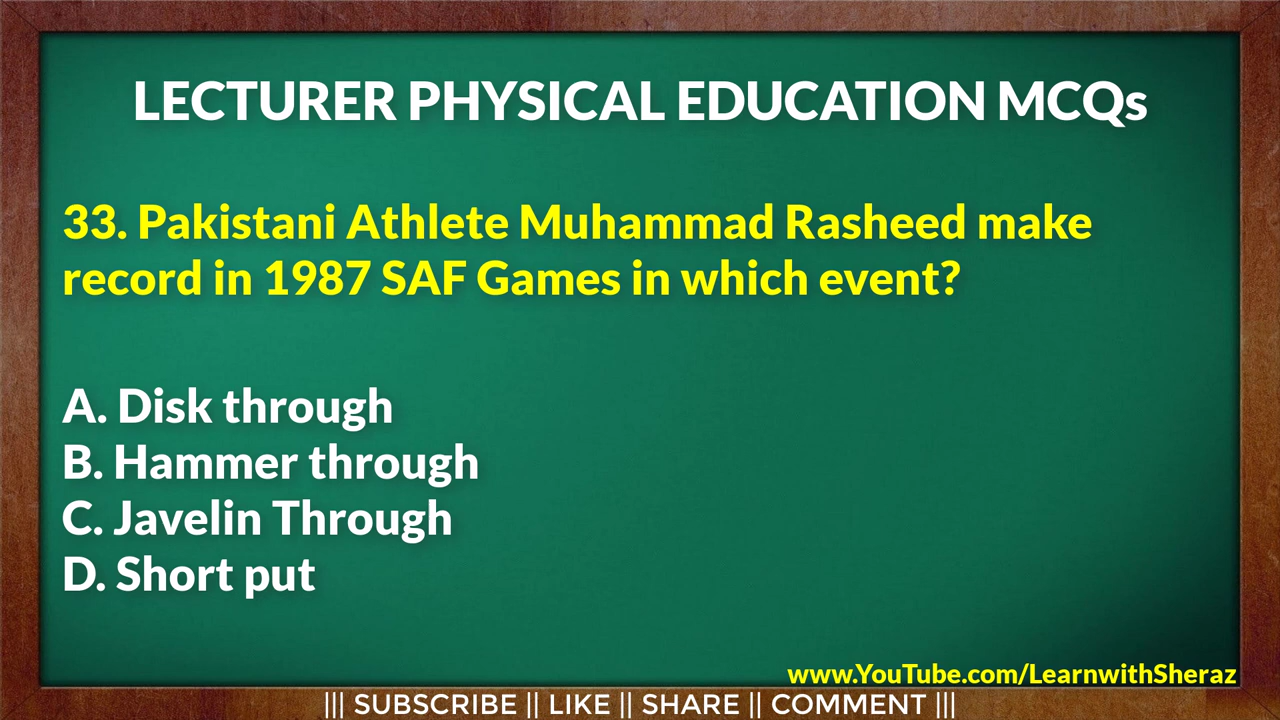 LECTURER PHYSICAL EDUCATION MCQs
33. Pakistani Athlete Muhammad Rasheed make
record in 1987 SAF Games in which event?
A. Disk through
B. Hammer through
C. Javelin Through
D. Short put
www.YouTube.com/LearnwithSheraz
||| SUBSCRIBE || LIKE || SHARE || COMMENT |||